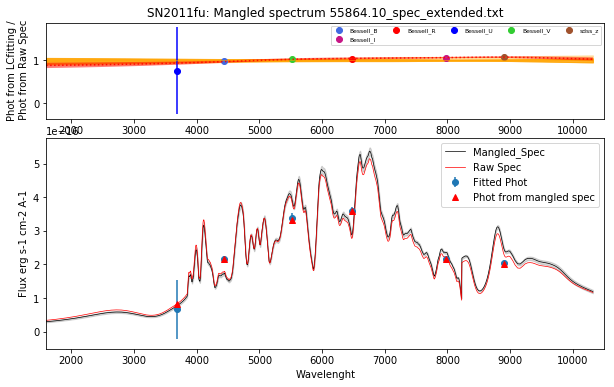 SN2011fu: Mangled spectrum 55864.10_spec_extended.txt
Phot from LCfitting /
Phot from Raw Spec
1
0
Bessell_B Bessell_R Bessell_U Bessell_V sdss_z
Bessell_I
2000 3000 4000 5000 6000 7000 8000 9000 10000
1e−16
Flux erg s-1 cm-2 A-1
5
4
3
2
1
0
Mangled_Spec
Raw Spec
Fitted Phot
Phot from mangled spec
2000 3000 4000 5000 6000 7000 8000 9000 10000
Wavelenght